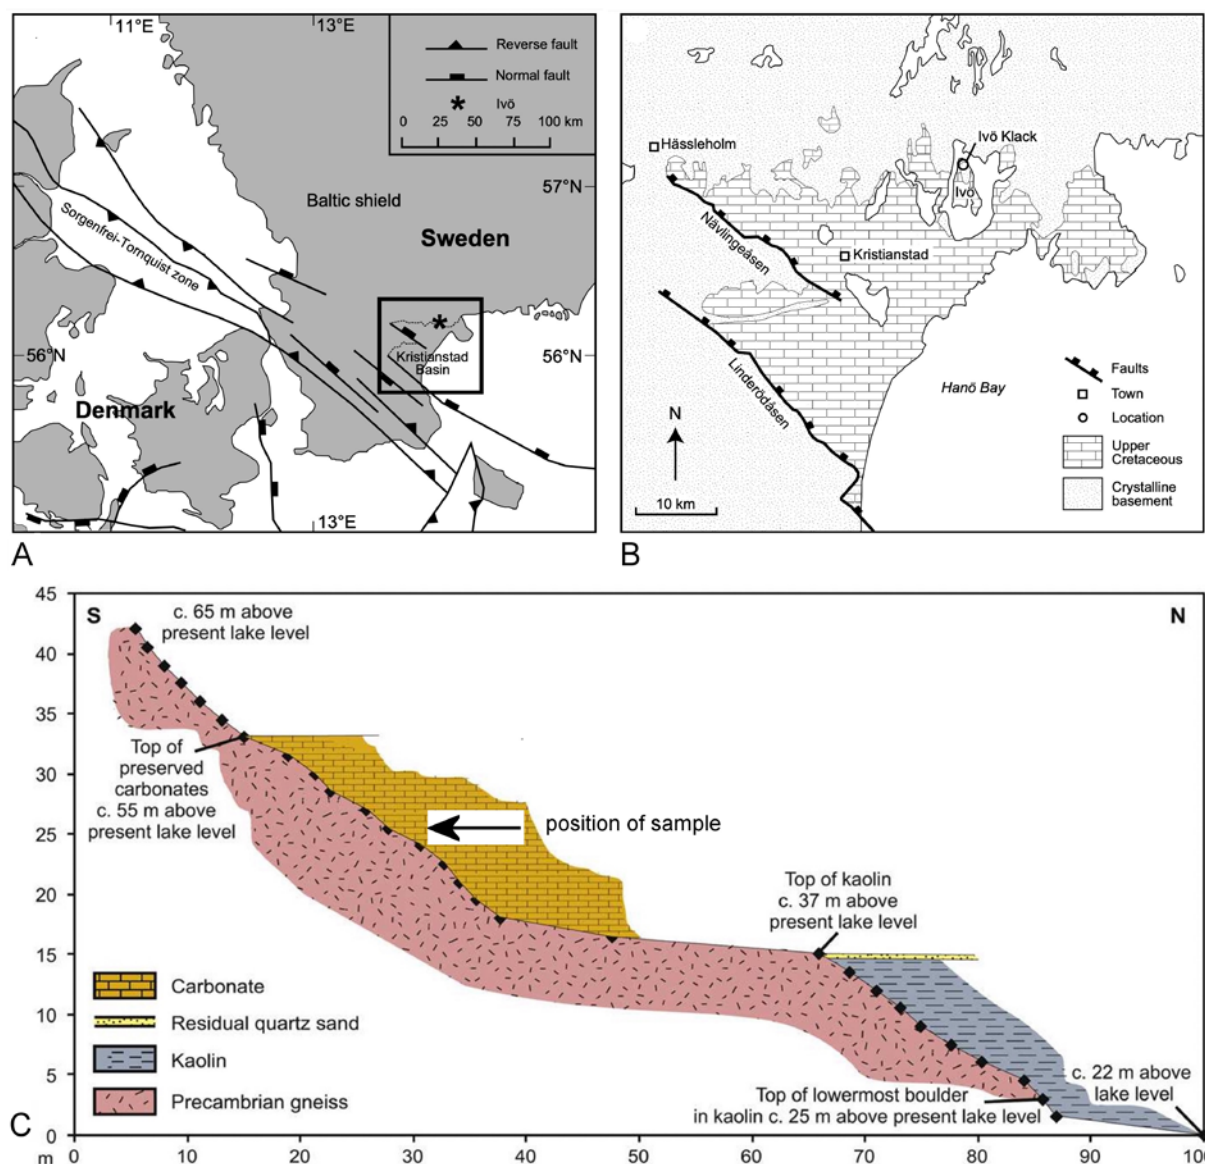 11°E
13°E
Reverse fault
Normal fault
Ivö
0 25 50 75 100 km
57°N
Baltic shield
Sweden
Sorgenfrei-Tornquist zone
56°N
56°N
Kristianstad
Basin
Denmark
13°E
A
Hässleholm
Ivö Klack
Ivö
Nävlingeåsen
Kristianstad
Linderödåsen
Hanö Bay
N
10 km
Faults
Town
Location
Upper
Cretaceous
Crystalline
basement
B
45
40
35
30
25
20
15
10
5
0
m
S
N
c. 65 m above
present lake level
Top of
preserved
carbonates
c. 55 m above
present lake level
position of sample
Top of kaolin
c. 37 m above
present lake level
Carbonate
Residual quartz sand
Kaolin
Precambrian gneiss
c. 22 m above
lake level
Top of lowermost boulder
in kaolin c. 25 m above present lake level
C
0 10 20 30 40 50 60 70 80 90 100